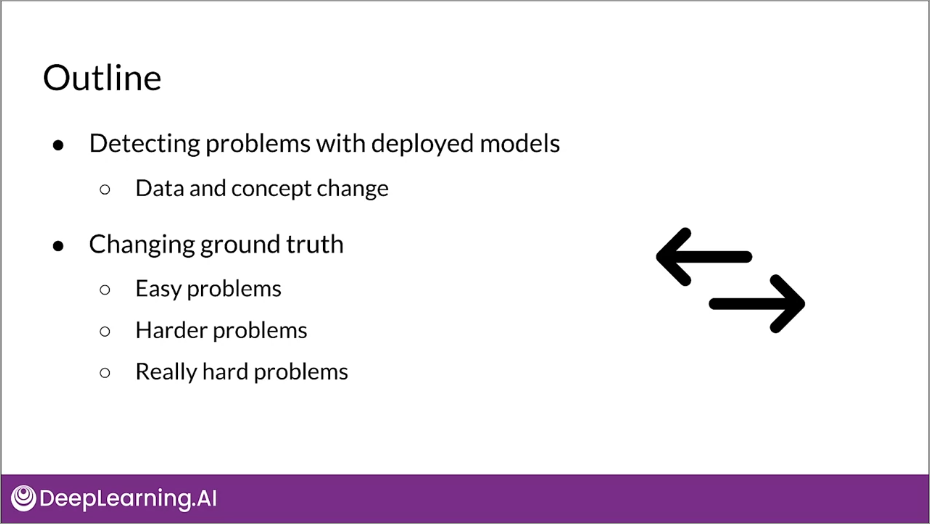 Outline
● Detecting problems with deployed models
○ Data and concept change
● Changing ground truth
○ Easy problems
○ Harder problems
○ Really hard problems
DeepLearning.AI